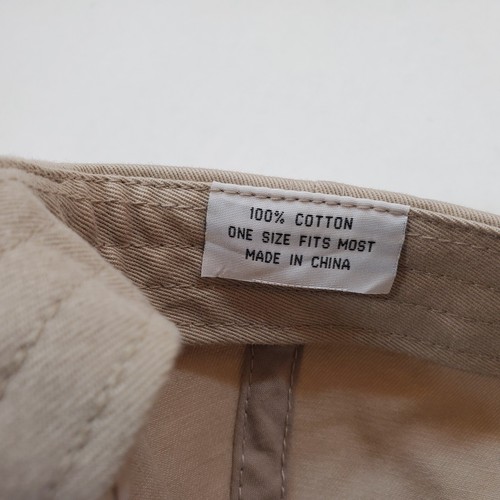 100% COTTON
ONE SIZE FITS MOST
MADE IN CHINA